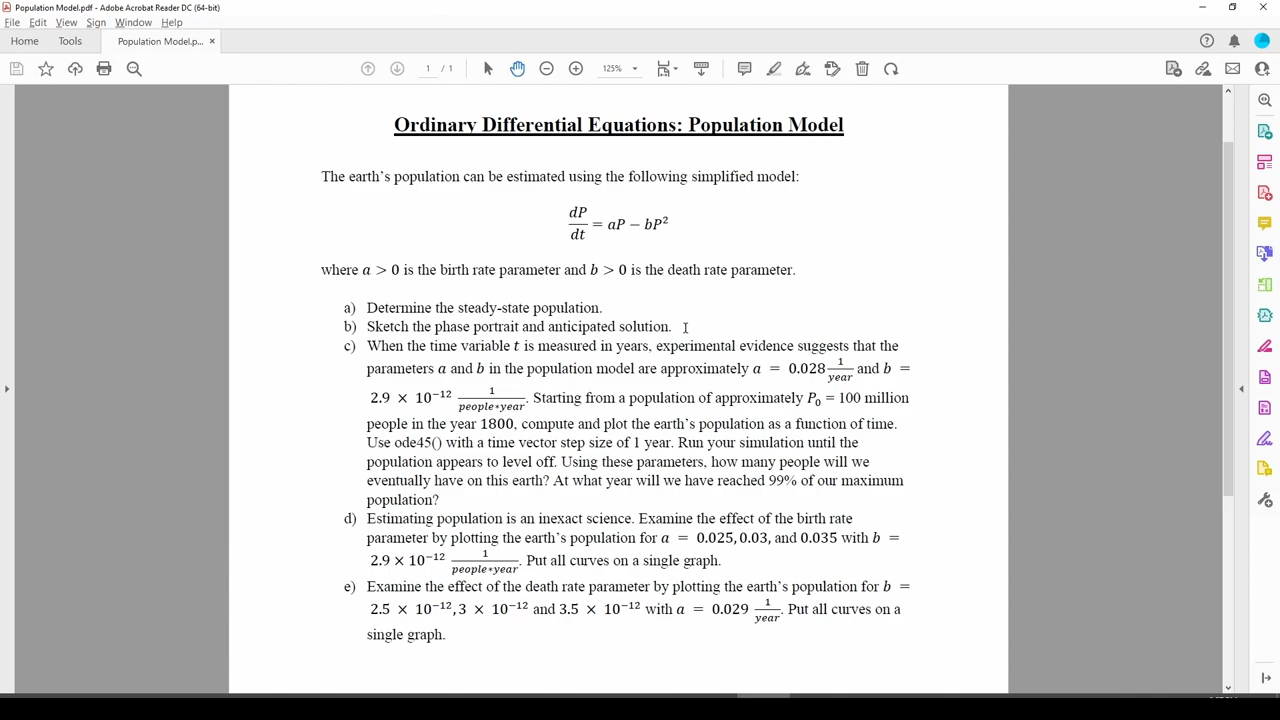 Population Model.pdf - Adobe Acrobat Reader DC (64-bit)
File Edit View Sign Window Help
Home Tools Population Model.p... ×
1 / 1 125%
Ordinary Differential Equations: Population Model
The earth's population can be estimated using the following simplified model:
dP/dt = aP − bP²
where a > 0 is the birth rate parameter and b > 0 is the death rate parameter.
a) Determine the steady-state population.
b) Sketch the phase portrait and anticipated solution.
c) When the time variable t is measured in years, experimental evidence suggests that the
parameters a and b in the population model are approximately a = 0.028 1/year and b =
2.9 × 10⁻¹² 1/people∗year. Starting from a population of approximately P₀ = 100 million
people in the year 1800, compute and plot the earth's population as a function of time.
Use ode45() with a time vector step size of 1 year. Run your simulation until the
population appears to level off. Using these parameters, how many people will we
eventually have on this earth? At what year will we have reached 99% of our maximum
population?
d) Estimating population is an inexact science. Examine the effect of the birth rate
parameter by plotting the earth's population for a = 0.025, 0.03, and 0.035 with b =
2.9 × 10⁻¹² 1/people∗year. Put all curves on a single graph.
e) Examine the effect of the death rate parameter by plotting the earth's population for b =
2.5 × 10⁻¹², 3 × 10⁻¹² and 3.5 × 10⁻¹² with a = 0.029 1/year. Put all curves on a
single graph.